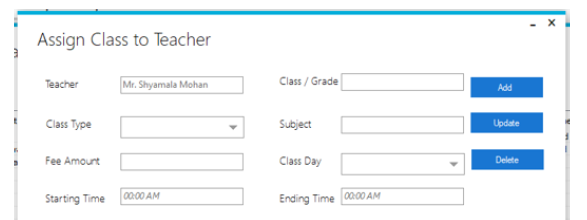 Assign Class to Teacher
Teacher Mr. Shyamala Mohan Class / Grade Add
Class Type Subject Update
Fee Amount Class Day Delete
Starting Time 00:00 AM Ending Time 00:00 AM